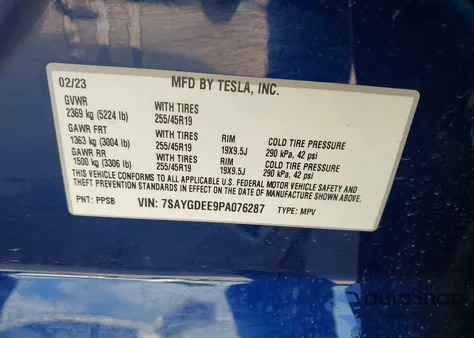 02/23 MFD BY TESLA, INC.
GVWR
2369 kg (5224 lb) WITH TIRES 255/45R19
GAWR FRT
1363 kg (3004 lb) WITH TIRES 255/45R19 RIM 19X9.5J COLD TIRE PRESSURE 290 kPa, 42 psi
GAWR RR
1500 kg (3306 lb) WITH TIRES 255/45R19 RIM 19X9.5J COLD TIRE PRESSURE 290 kPa, 42 psi
THIS VEHICLE CONFORMS TO ALL APPLICABLE U.S. FEDERAL MOTOR VEHICLE SAFETY AND
THEFT PREVENTION STANDARDS IN EFFECT ON THE DATE OF MANUFACTURE SHOWN ABOVE.
PNT: PPSB VIN: 7SAYGDEE9PA076287 TYPE: MPV
autoSnap